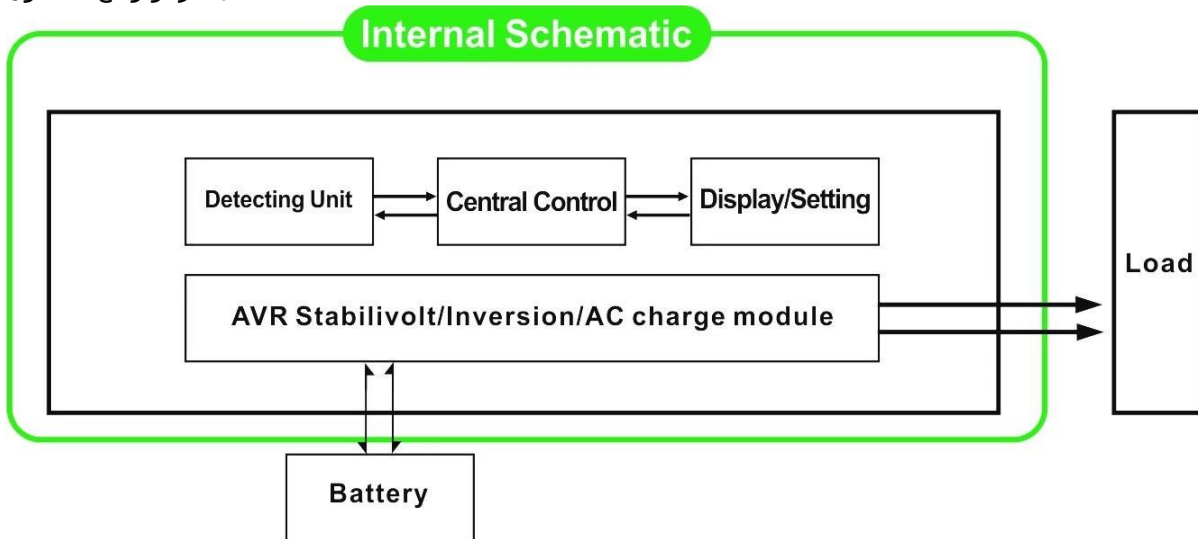 Internal Schematic
Detecting Unit
Central Control
Display/Setting
Load
AVR Stabilivolt/Inversion/AC charge module
Battery